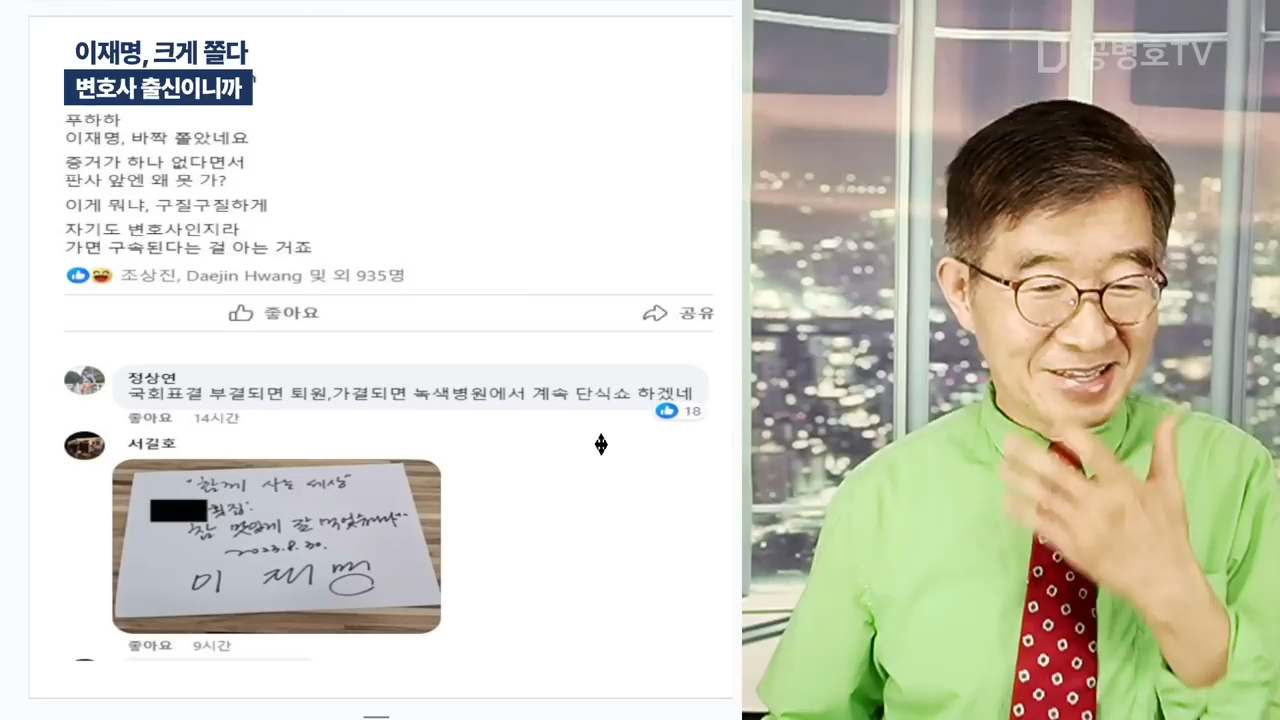 이재명, 크게 쫄다
변호사 출신이니까
푸하하
이재명, 바짝 쫄았네요
증거가 하나 없다면서
판사 앞엔 왜 못 가?
이게 뭐냐, 구질구질하게
자기도 변호사인지라
가면 구속된다는 걸 아는 거죠
조상진, Daejin Hwang 및 외 935명
좋아요 공유
정상연
국회표결 부결되면 퇴원,가결되면 녹색병원에서 계속 단식쇼 하겠네
좋아요 14시간 18
서길호
"함께 사는 세상"
횟집".
참 맛있게 잘 먹었습니다..
2023.8.30.
이 재명
좋아요 9시간
공병호TV